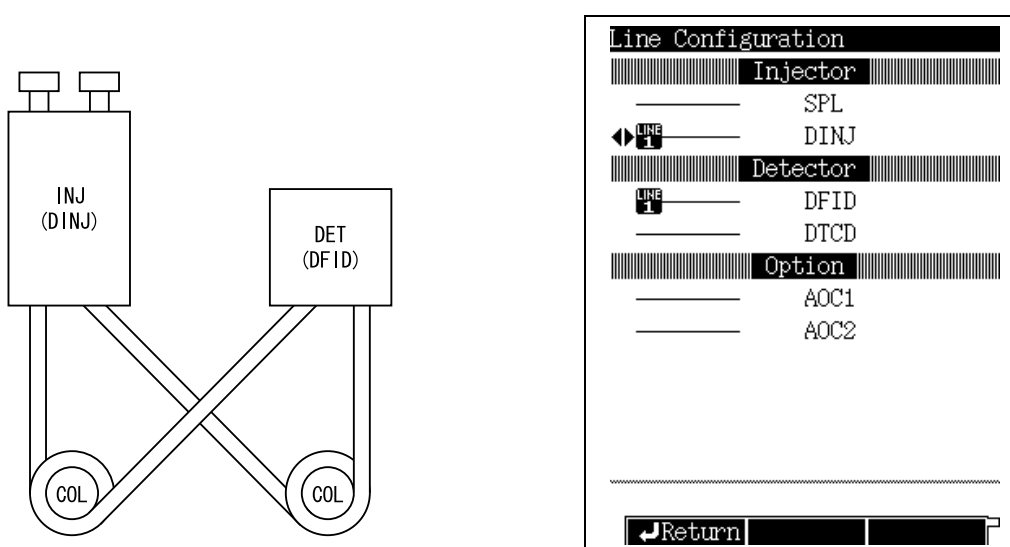 INJ
(DINJ)
DET
(DFID)
COL
COL
Line Configuration
Injector
SPL
LINE 1 DINJ
Detector
LINE 1 DFID
DTCD
Option
AOC1
AOC2
Return